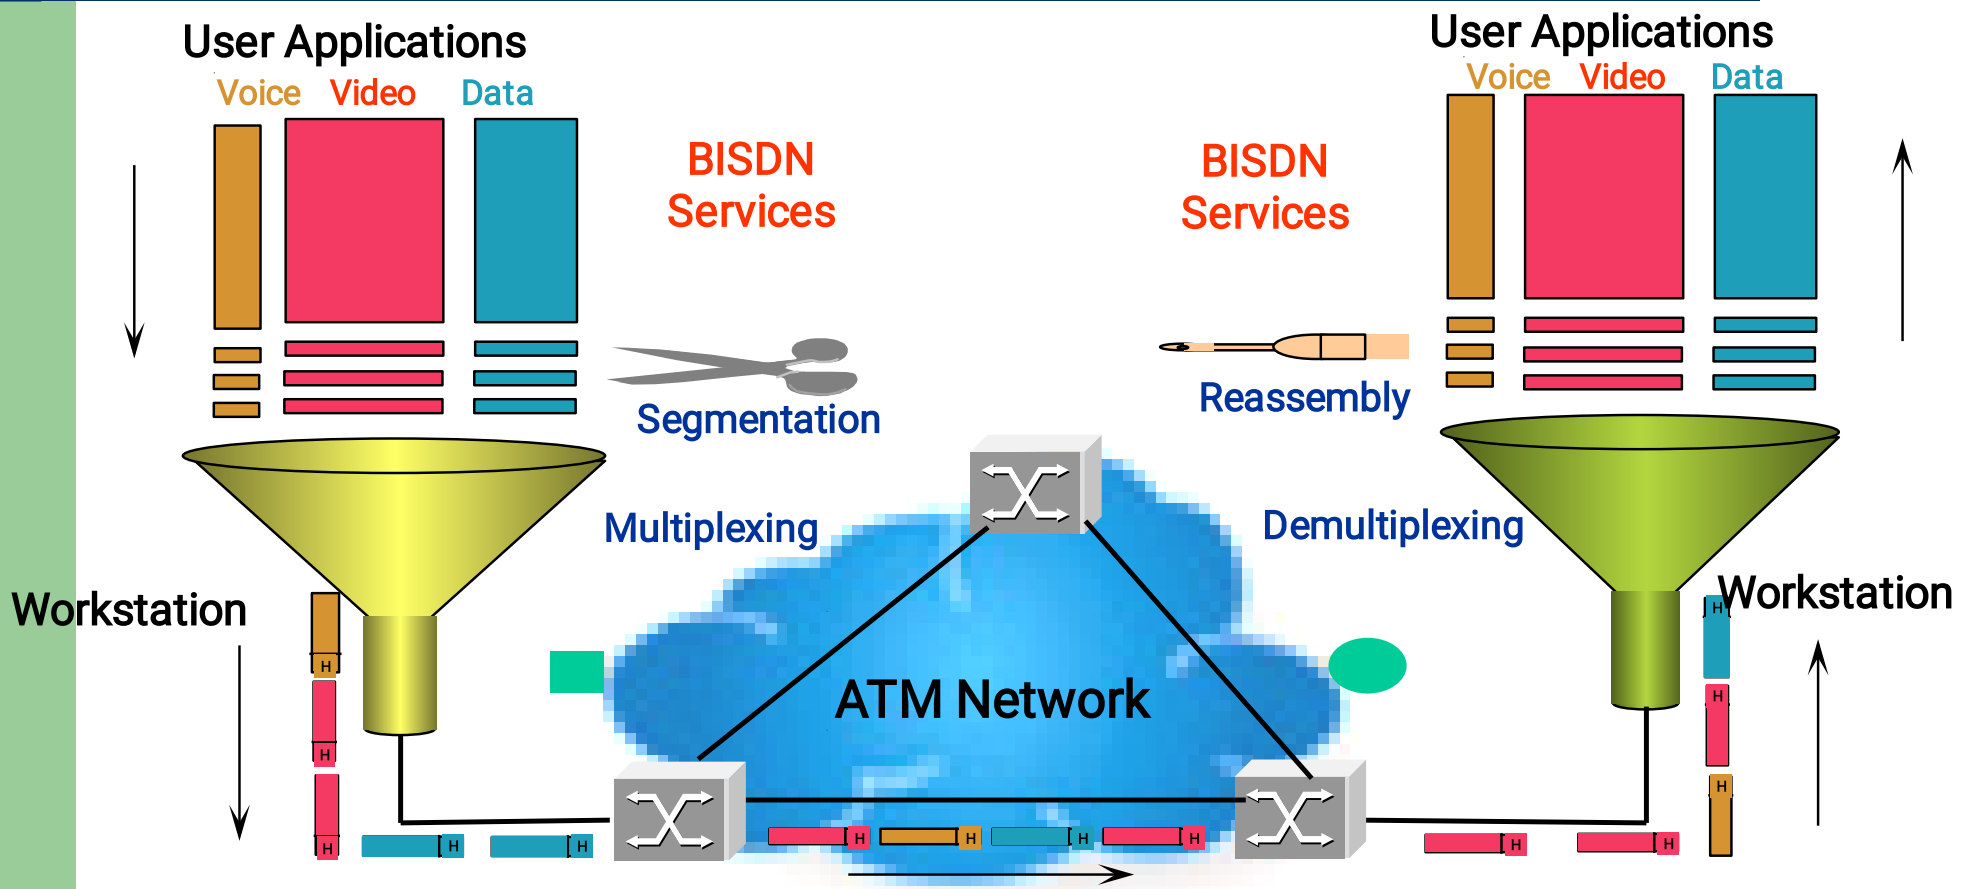 User Applications
Voice Video Data
BISDN
Services
Segmentation
Multiplexing
Workstation
H
H
H
H
H
ATM Network
H
H
H
H
User Applications
Voice Video Data
BISDN
Services
Reassembly
Demultiplexing
Workstation
H
H
H
H
H